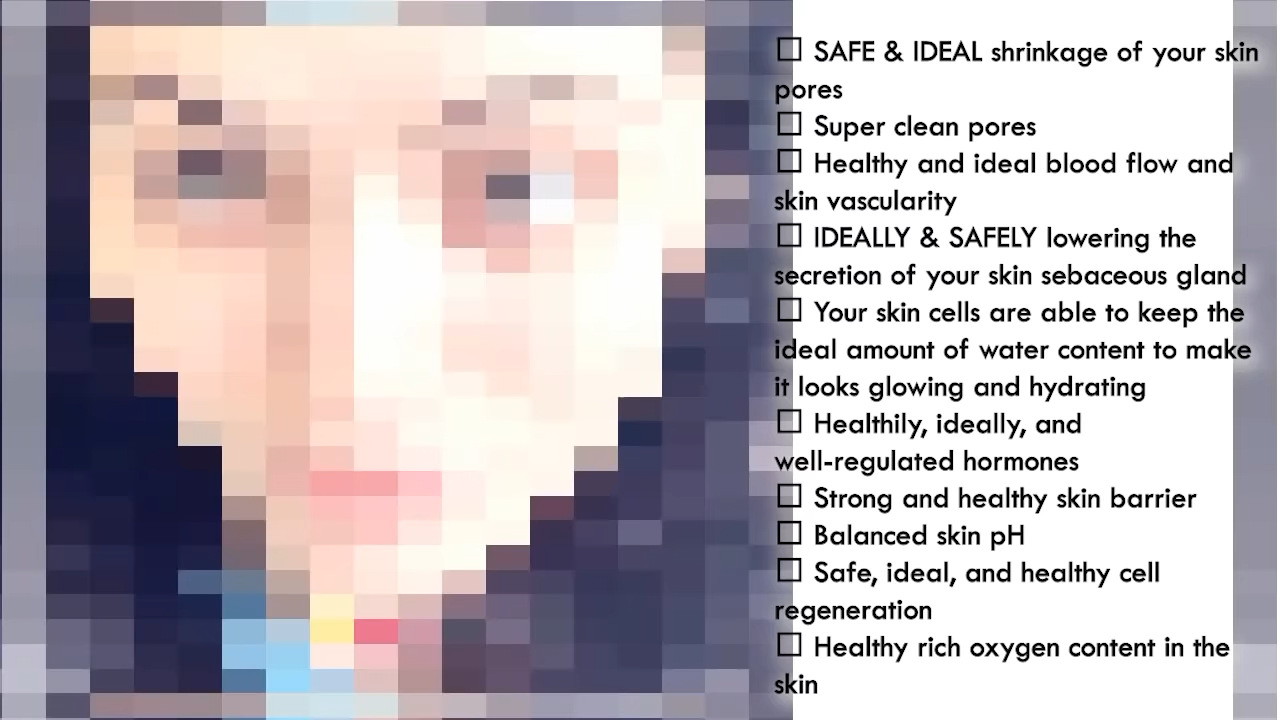 ☐ SAFE & IDEAL shrinkage of your skin
pores
☐ Super clean pores
☐ Healthy and ideal blood flow and
skin vascularity
☐ IDEALLY & SAFELY lowering the
secretion of your skin sebaceous gland
☐ Your skin cells are able to keep the
ideal amount of water content to make
it looks glowing and hydrating
☐ Healthily, ideally, and
well-regulated hormones
☐ Strong and healthy skin barrier
☐ Balanced skin pH
☐ Safe, ideal, and healthy cell
regeneration
☐ Healthy rich oxygen content in the
skin